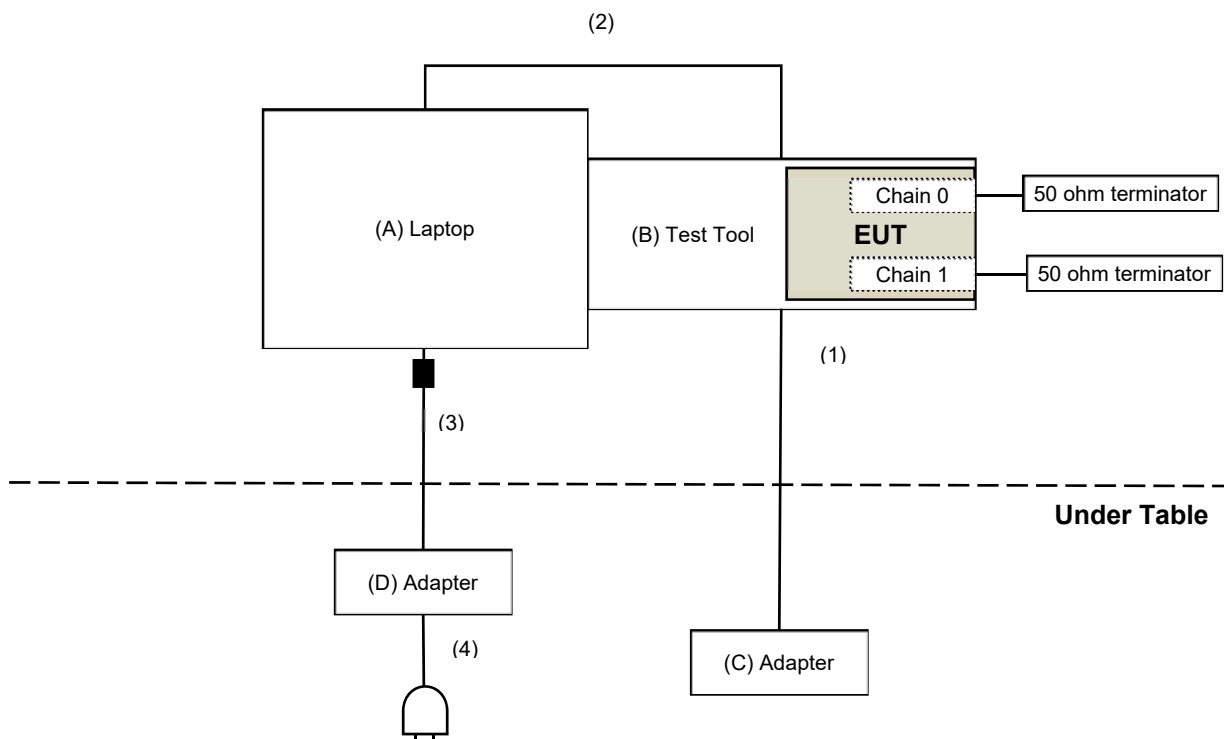 (2)
(A) Laptop
(B) Test Tool
Chain 0
EUT
Chain 1
50 ohm terminator
50 ohm terminator
(1)
(3)
Under Table
(D) Adapter
(4)
(C) Adapter